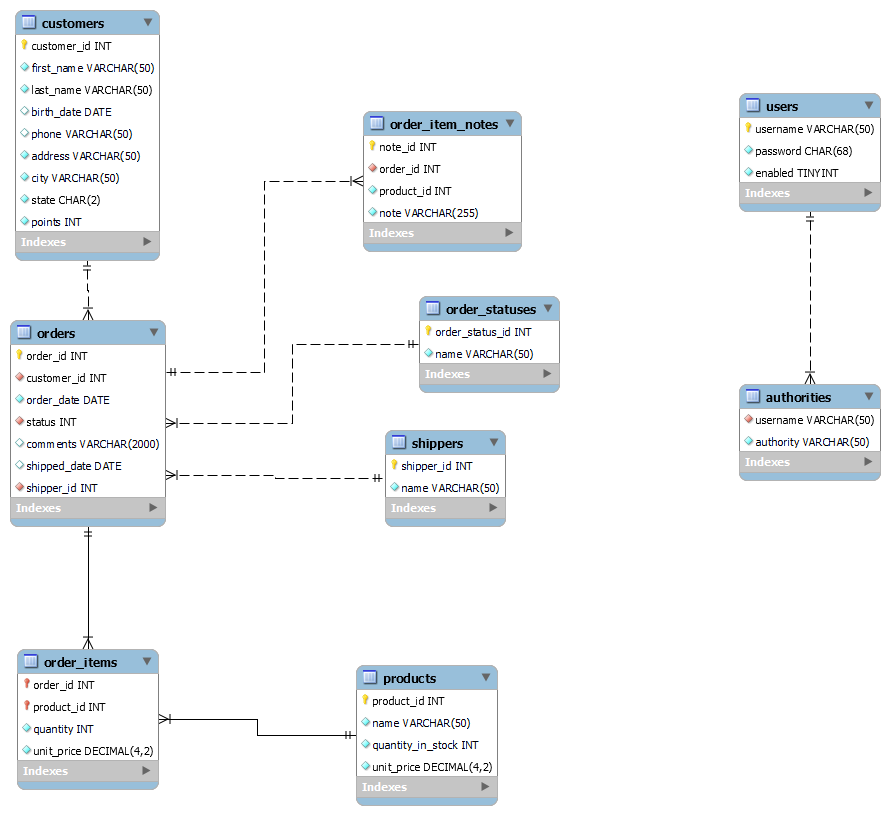 customers
customer_id INT
first_name VARCHAR(50)
last_name VARCHAR(50)
birth_date DATE
phone VARCHAR(50)
address VARCHAR(50)
city VARCHAR(50)
state CHAR(2)
points INT
Indexes
order_item_notes
note_id INT
order_id INT
product_id INT
note VARCHAR(255)
Indexes
users
username VARCHAR(50)
password CHAR(68)
enabled TINYINT
Indexes
orders
order_id INT
customer_id INT
order_date DATE
status INT
comments VARCHAR(2000)
shipped_date DATE
shipper_id INT
Indexes
order_statuses
order_status_id INT
name VARCHAR(50)
Indexes
shippers
shipper_id INT
name VARCHAR(50)
Indexes
authorities
username VARCHAR(50)
authority VARCHAR(50)
Indexes
order_items
order_id INT
product_id INT
quantity INT
unit_price DECIMAL(4,2)
Indexes
products
product_id INT
name VARCHAR(50)
quantity_in_stock INT
unit_price DECIMAL(4,2)
Indexes